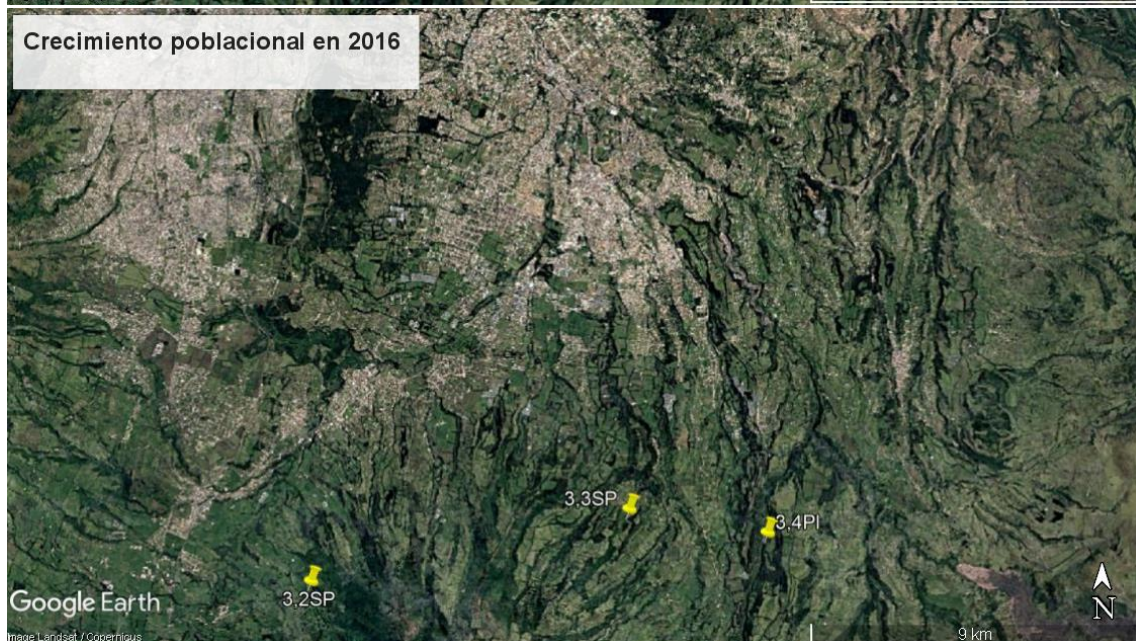 Crecimiento poblacional en 2016
3,3SP
3,4PI
3,2SP
Google Earth
N
Image Landsat / Copernicus
9 km